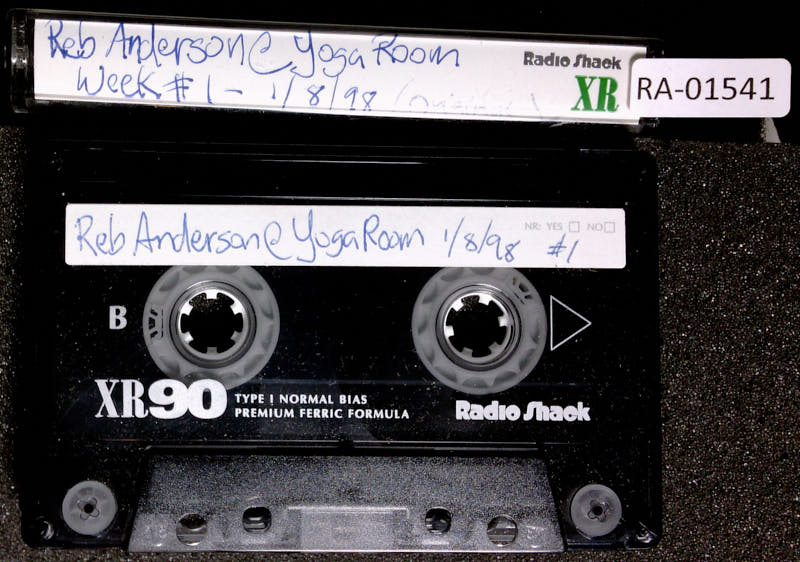 Reb Anderson @ Yoga Room
Week #1 - 1/8/98
Radio Shack
XR
RA-01541
Reb Anderson @ Yoga Room 1/8/98 #1
NR: YES NO
B
XR90
TYPE I NORMAL BIAS
PREMIUM FERRIC FORMULA
Radio Shack